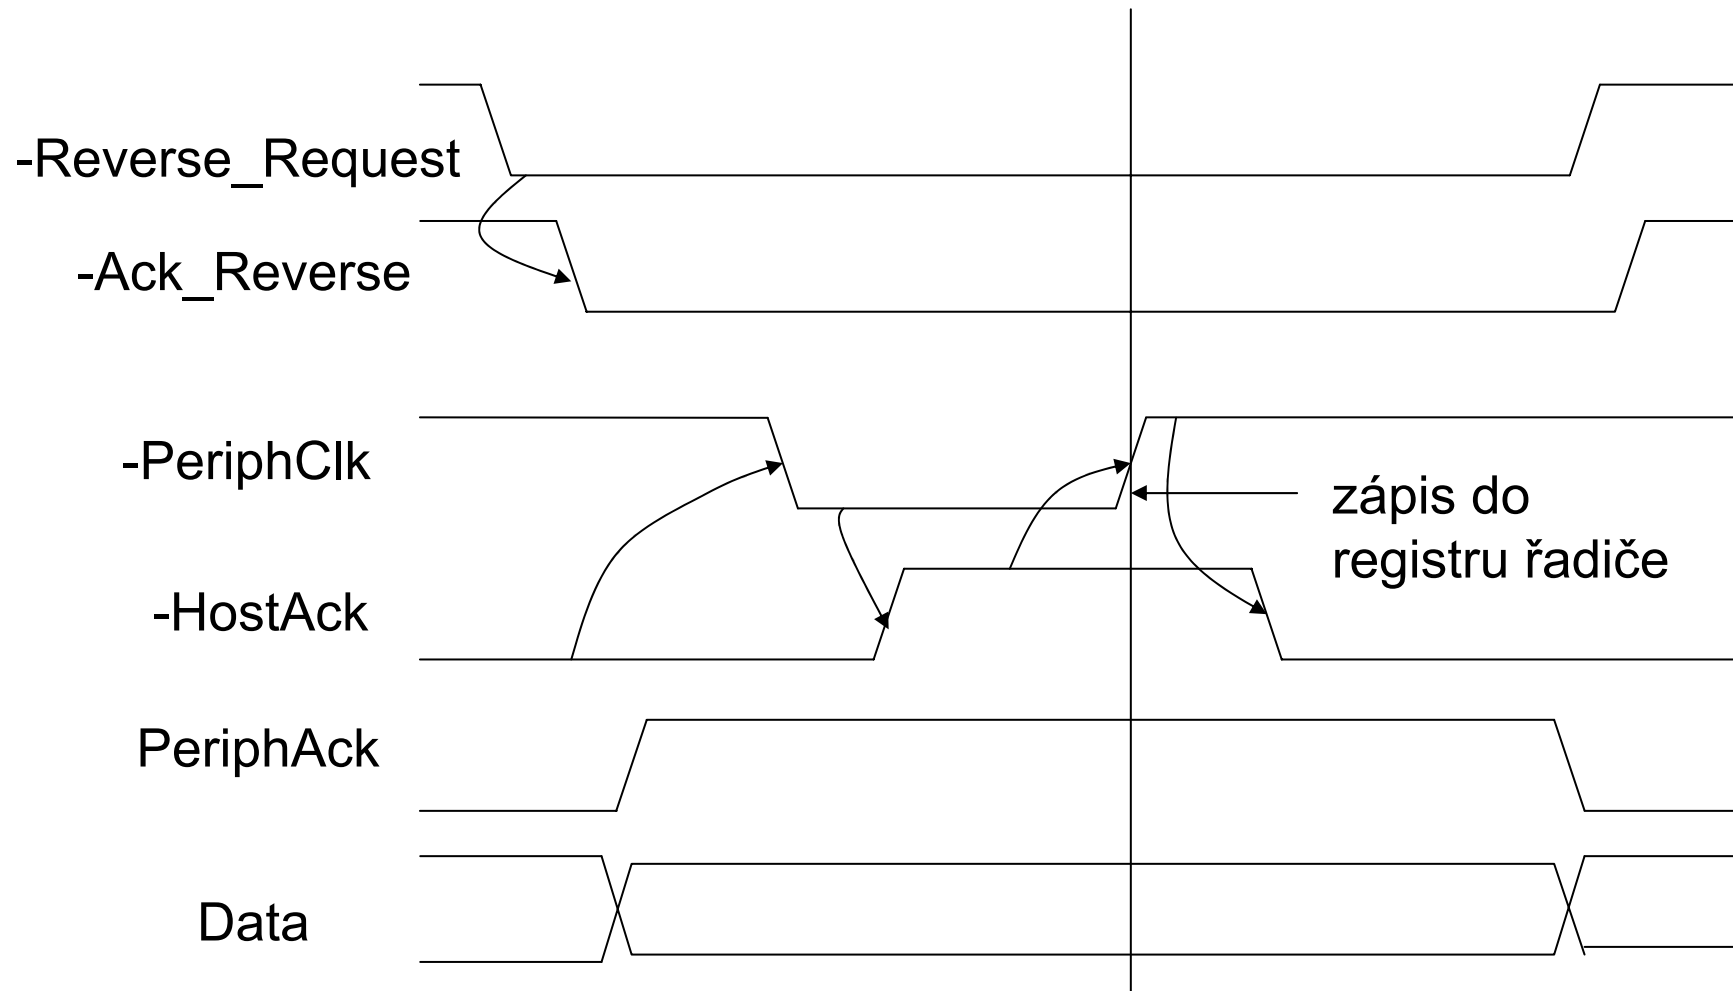 -Reverse_Request
-Ack_Reverse
-PeriphClk
zápis do
registru řadiče
-HostAck
PeriphAck
Data